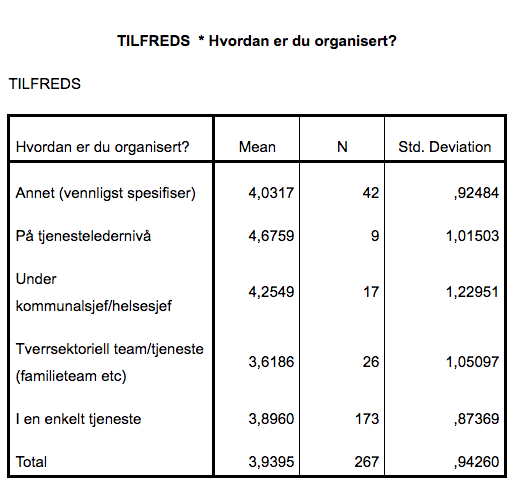 TILFREDS * Hvordan er du organisert?
TILFREDS
Hvordan er du organisert? Mean N Std. Deviation
Annet (vennligst spesifiser) 4,0317 42 ,92484
På tjenesteledernivå 4,6759 9 1,01503
Under
kommunalsjef/helsesjef 4,2549 17 1,22951
Tverrsektoriell team/tjeneste
(familieteam etc) 3,6186 26 1,05097
I en enkelt tjeneste 3,8960 173 ,87369
Total 3,9395 267 ,94260